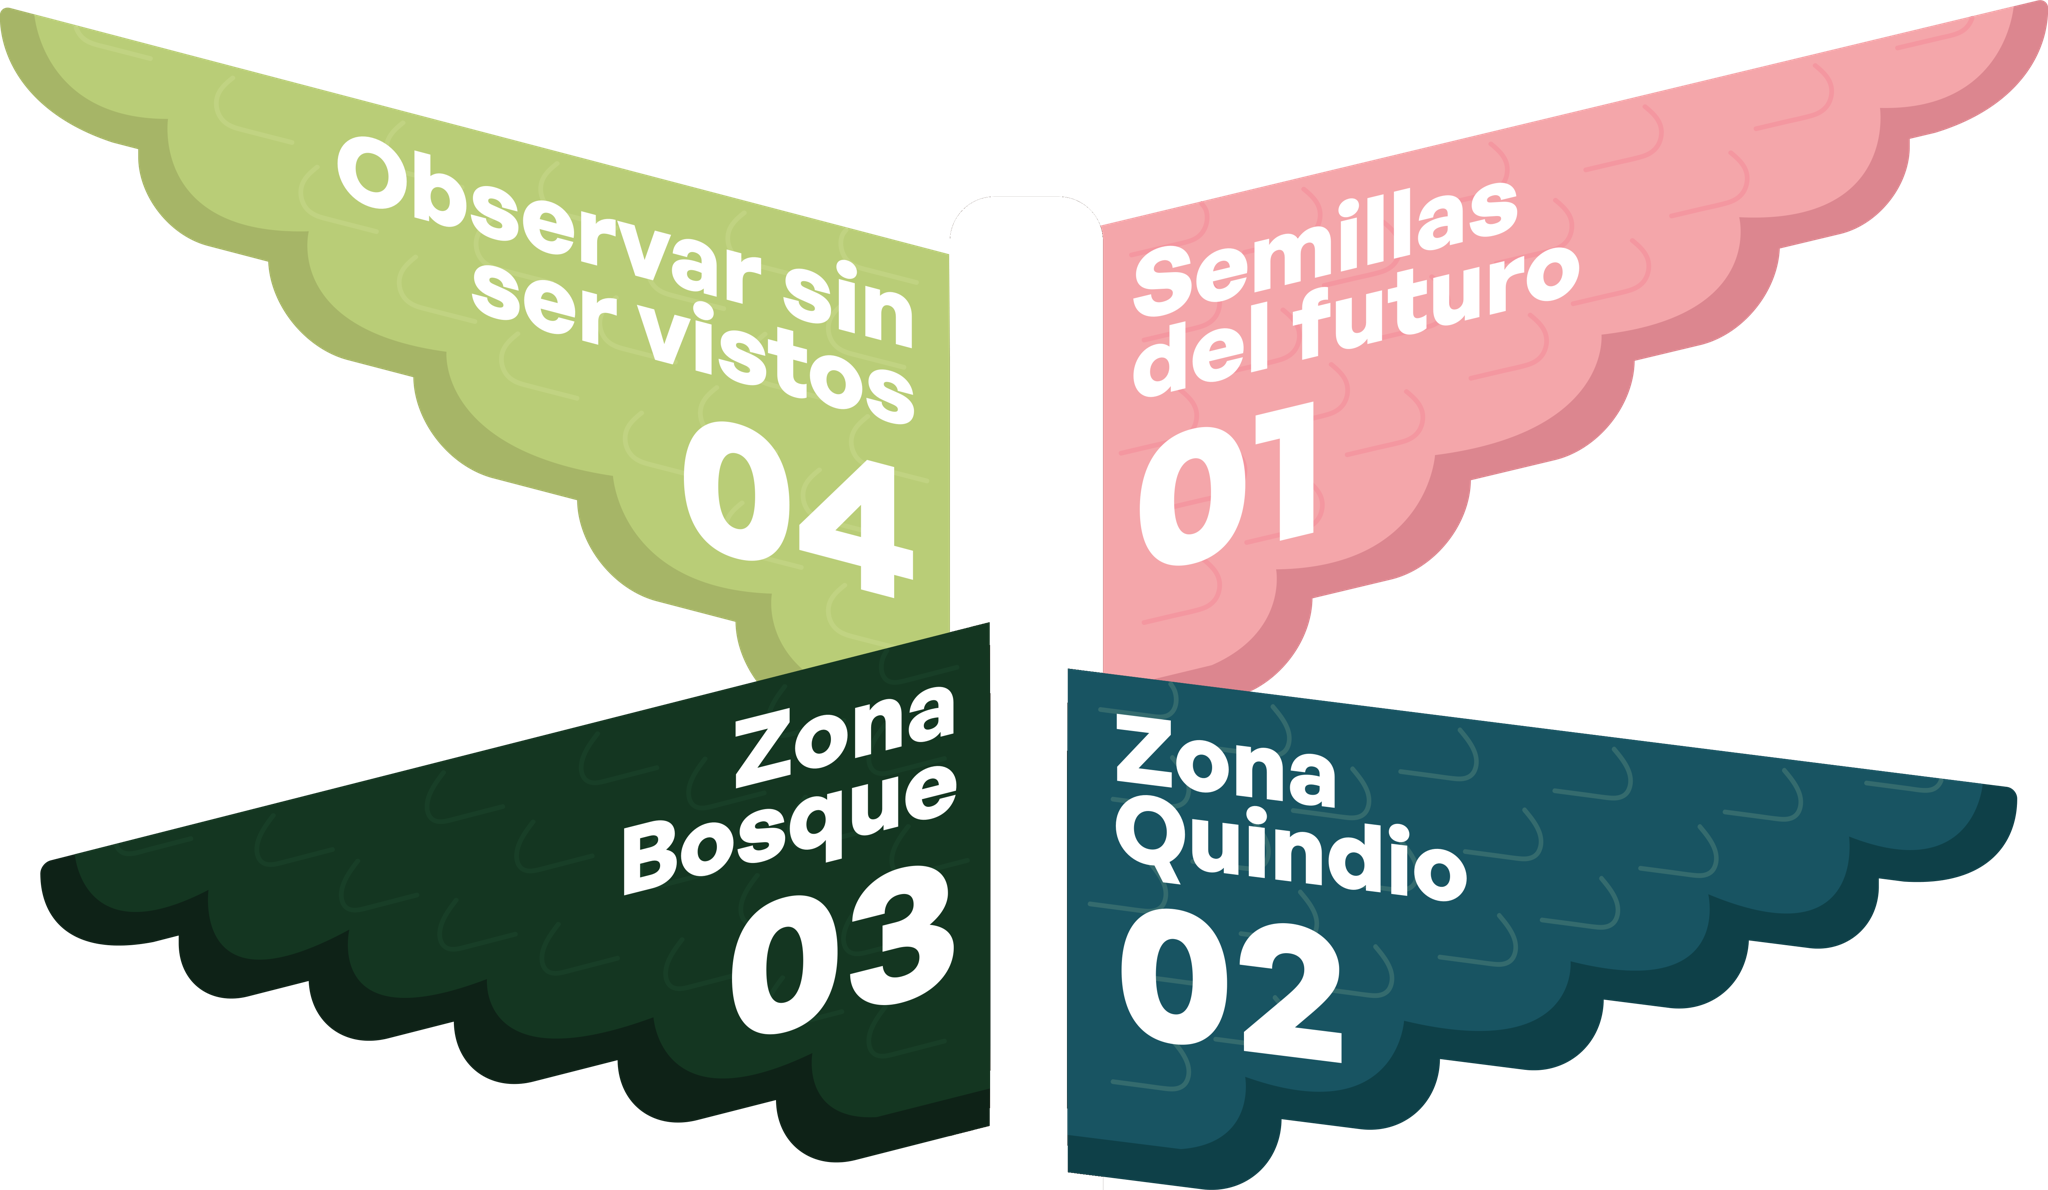 Observar sin
ser vistos
04
Semillas
del futuro
01
Zona
Bosque
03
Zona
Quindio
02